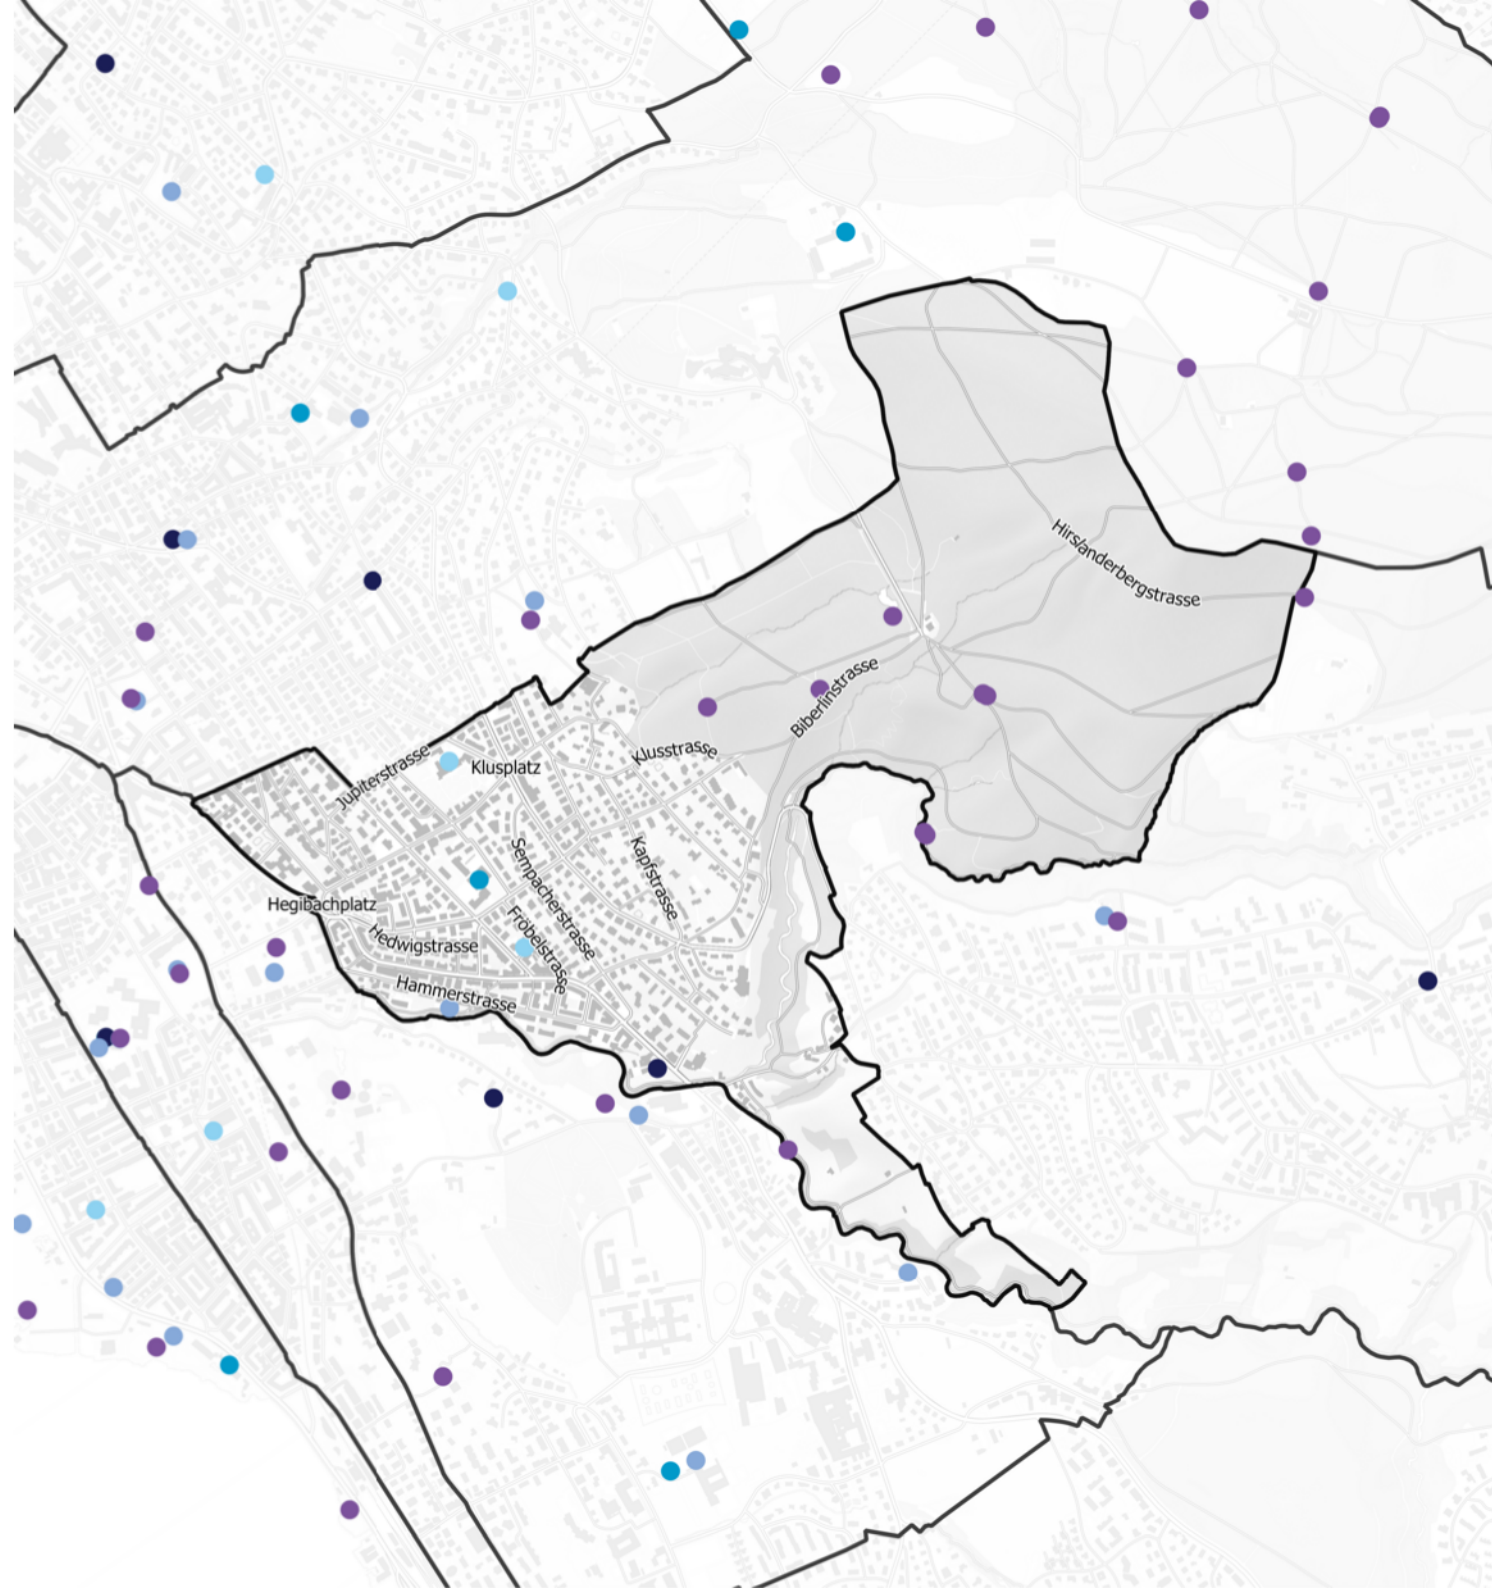 Hirslanderbergstrasse
Biberlinstrasse
Klusstrasse
Jupiterstrasse
Klusplatz
Sempacherstrasse
Kapfstrasse
Hegibachplatz
Fröbelstrasse
Hedwigstrasse
Hammerstrasse